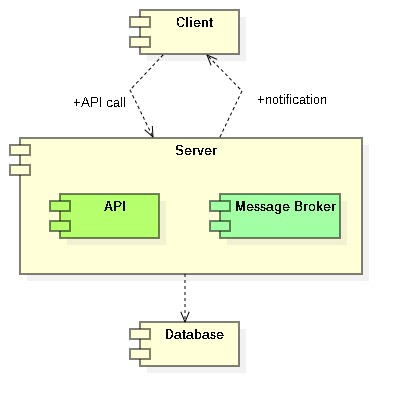 Client
+API call
+notification
Server
API
Message Broker
Database